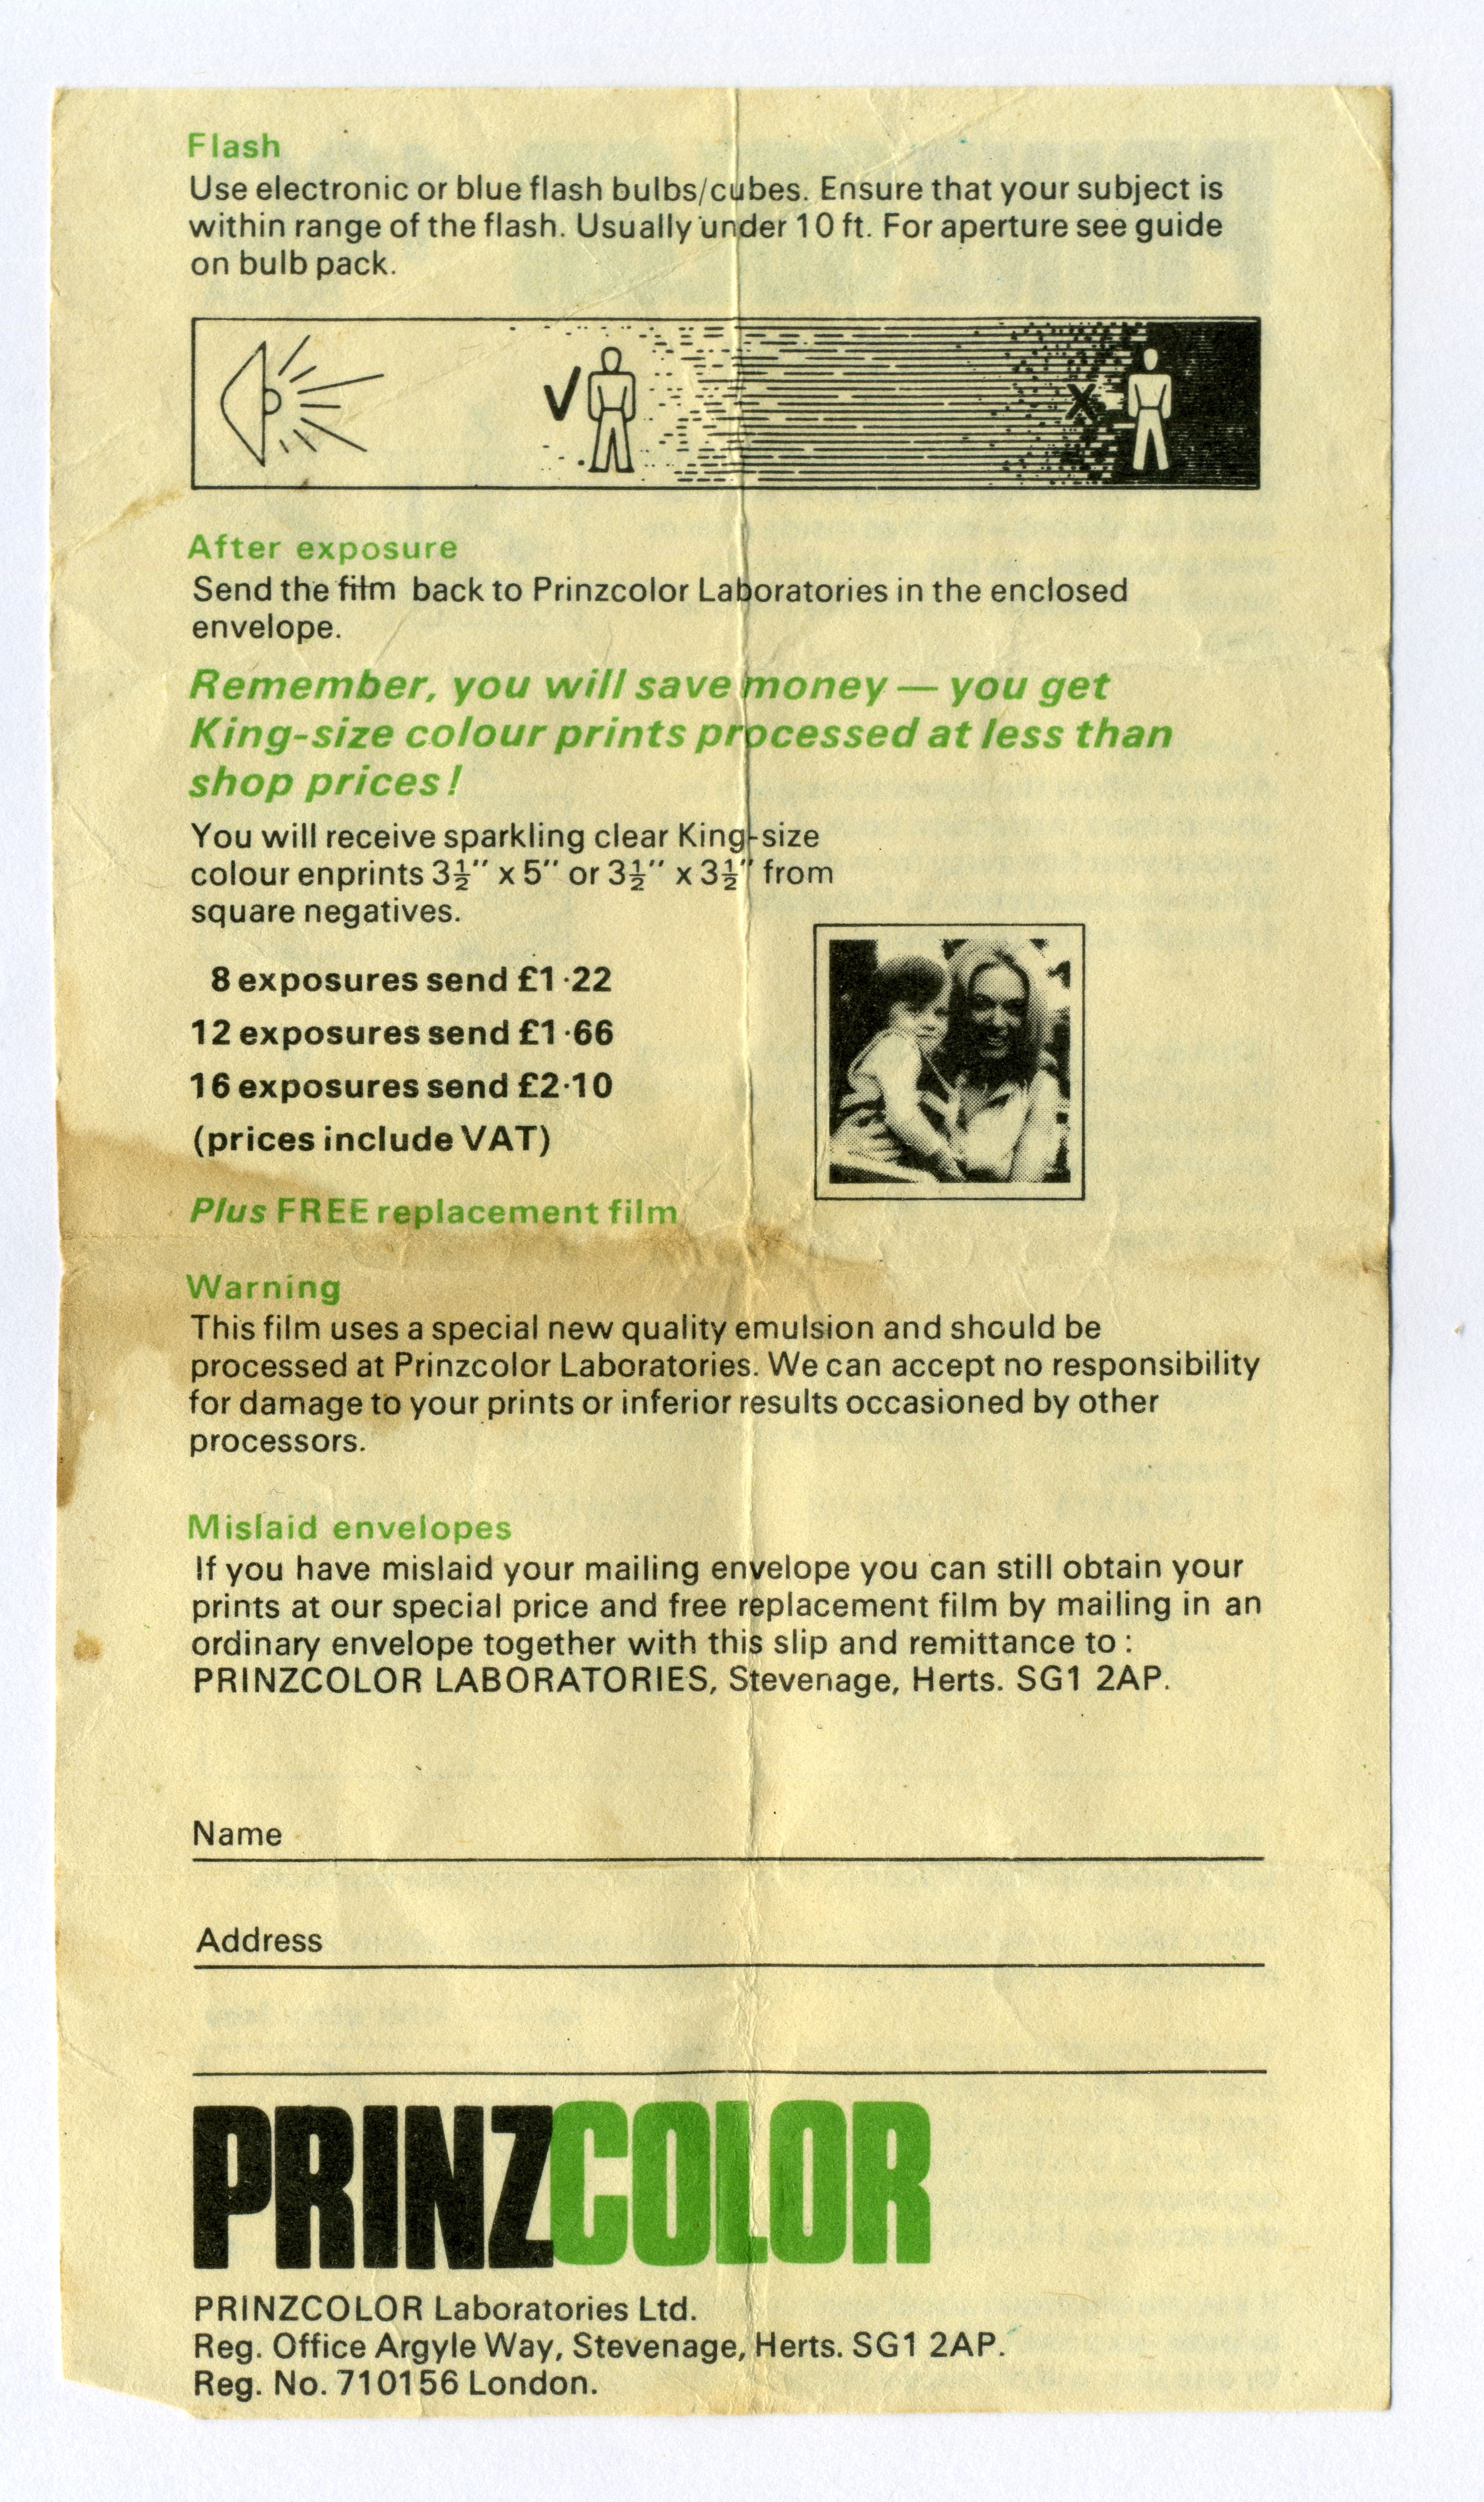 Flash
Use electronic or blue flash bulbs/cubes. Ensure that your subject is
within range of the flash. Usually under 10 ft. For aperture see guide
on bulb pack.
After exposure
Send the film back to Prinzcolor Laboratories in the enclosed
envelope.
Remember, you will save money — you get
King-size colour prints processed at less than
shop prices!
You will receive sparkling clear King-size
colour enprints 3½″ x 5″ or 3½″ x 3½″ from
square negatives.
8 exposures send £1·22
12 exposures send £1·66
16 exposures send £2·10
(prices include VAT)
Plus FREE replacement film
Warning
This film uses a special new quality emulsion and should be
processed at Prinzcolor Laboratories. We can accept no responsibility
for damage to your prints or inferior results occasioned by other
processors.
Mislaid envelopes
If you have mislaid your mailing envelope you can still obtain your
prints at our special price and free replacement film by mailing in an
ordinary envelope together with this slip and remittance to :
PRINZCOLOR LABORATORIES, Stevenage, Herts. SG1 2AP.
Name
Address
PRINZCOLOR
PRINZCOLOR Laboratories Ltd.
Reg. Office Argyle Way, Stevenage, Herts. SG1 2AP.
Reg. No. 710156 London.